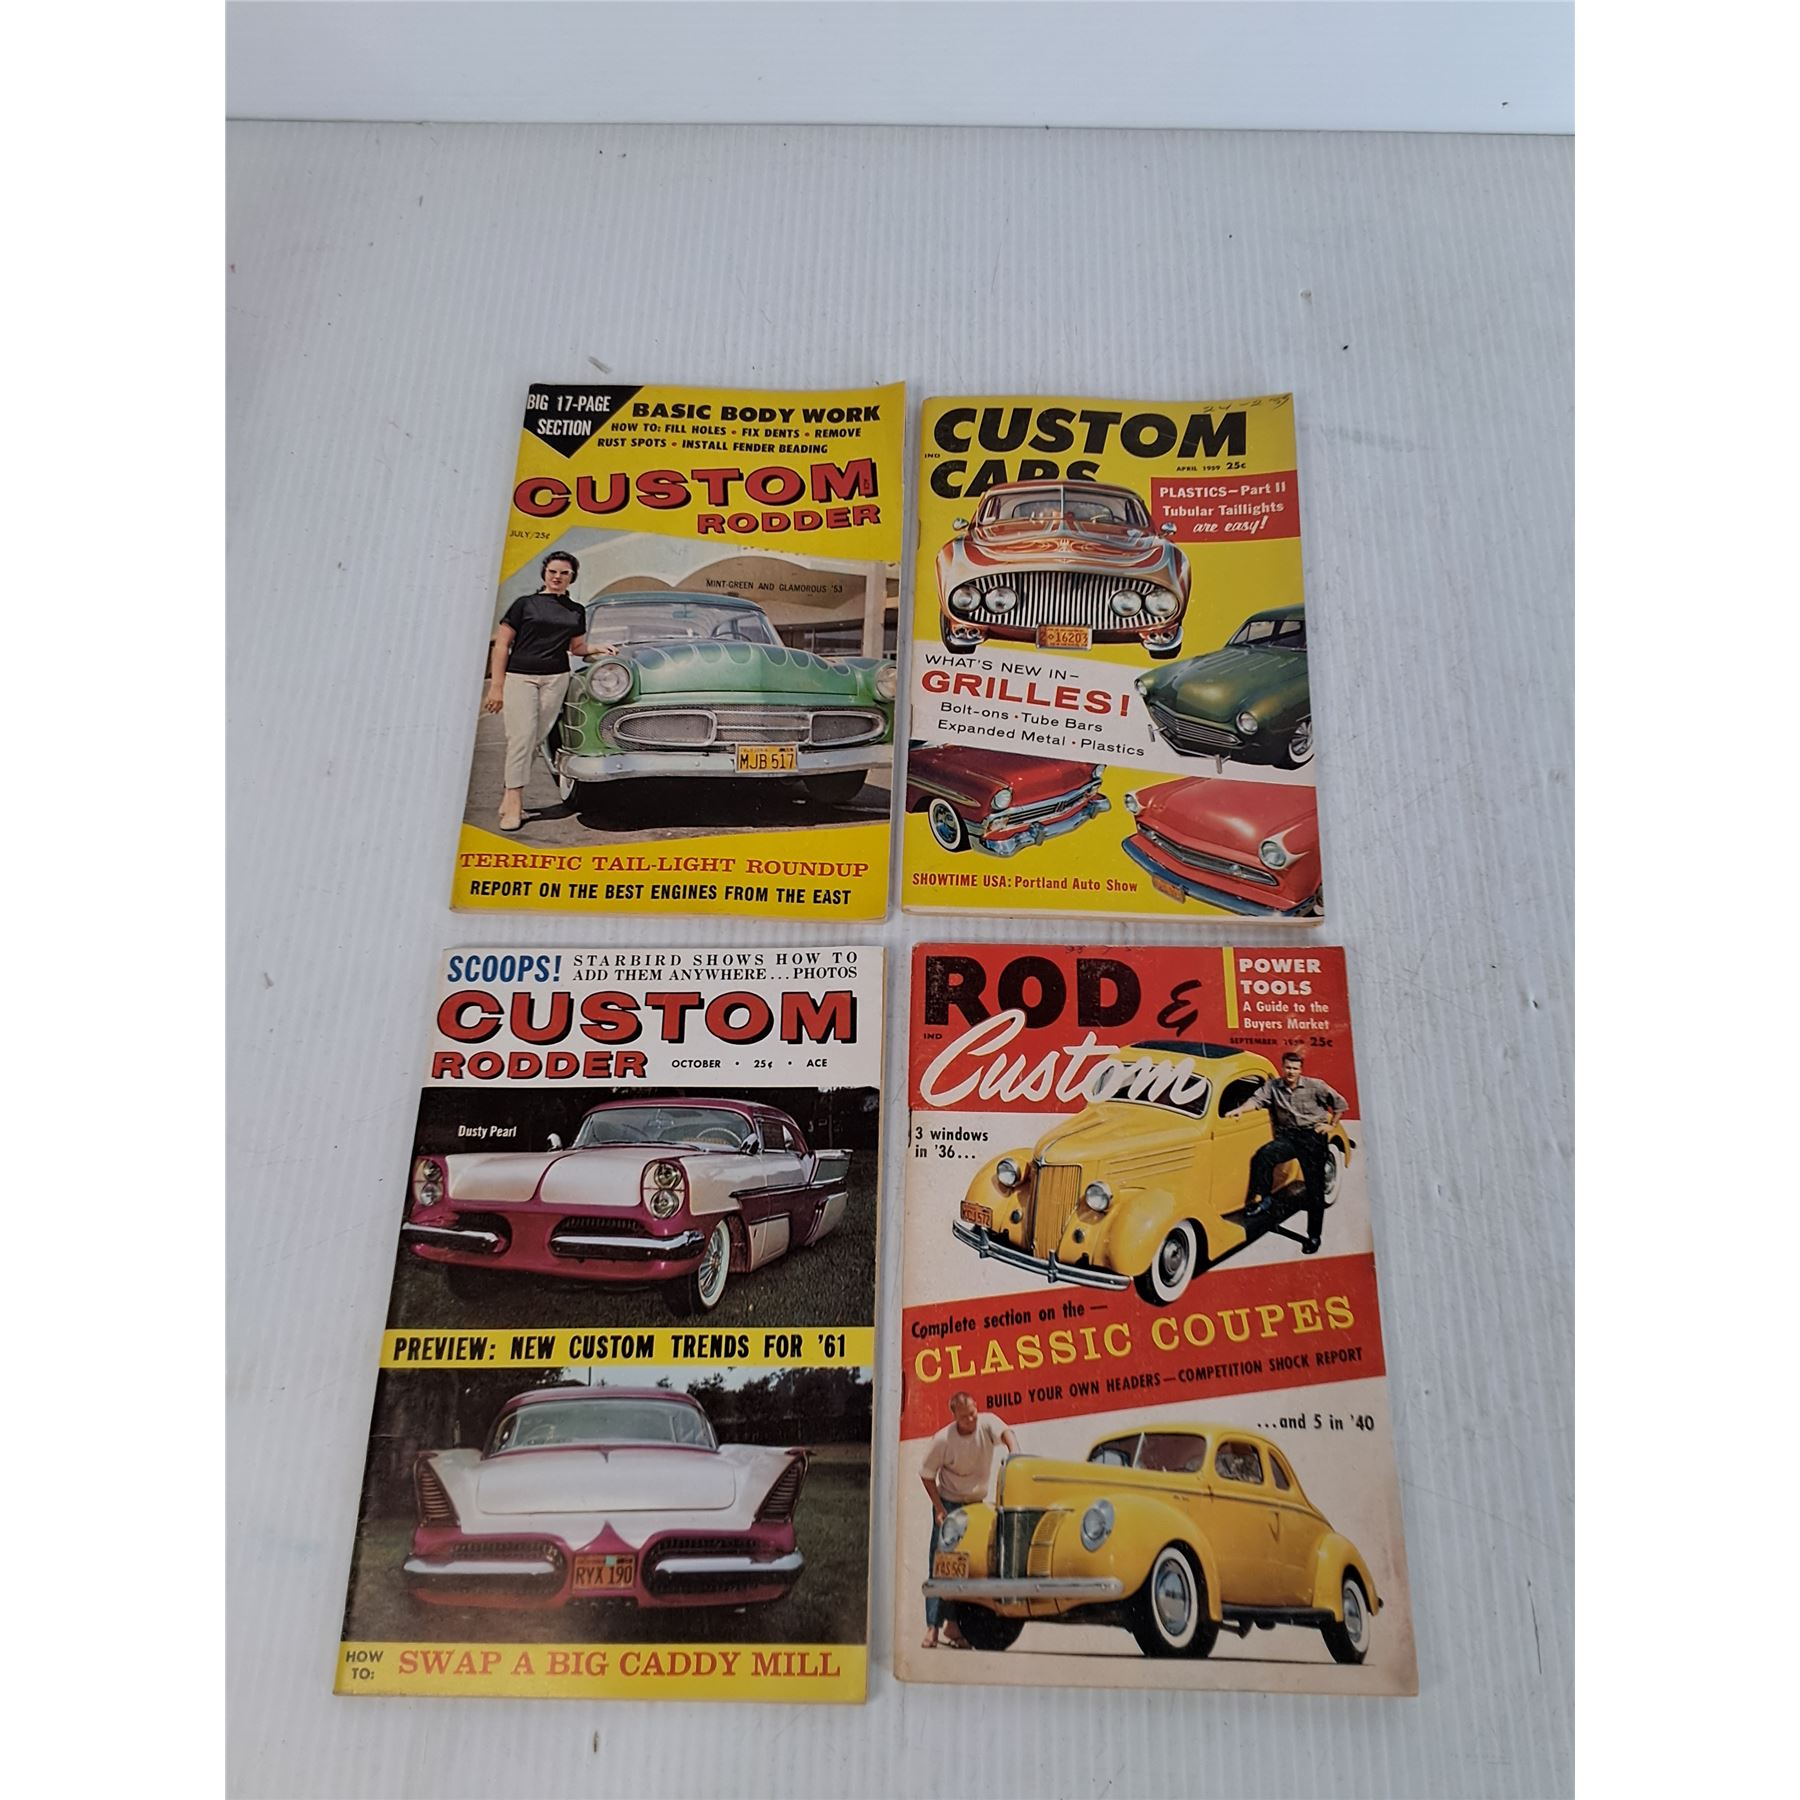 BIG 17-PAGE
SECTION
BASIC BODY WORK
HOW TO: FILL HOLES • FIX DENTS • REMOVE
RUST SPOTS • INSTALL FENDER BEADING
CUSTOM
RODDER
JULY/25¢
MINT-GREEN AND GLAMOROUS '53
MJB 517
TERRIFIC TAIL-LIGHT ROUNDUP
REPORT ON THE BEST ENGINES FROM THE EAST
CUSTOM
CARS
IND
APRIL 1959 25¢
PLASTICS—Part II
Tubular Taillights
are easy!
16203
WHAT'S NEW IN—
GRILLES!
Bolt-ons • Tube Bars
Expanded Metal • Plastics
SHOWTIME USA: Portland Auto Show
SCOOPS! STARBIRD SHOWS HOW TO
ADD THEM ANYWHERE...PHOTOS
CUSTOM
RODDER
OCTOBER • 25¢ • ACE
Dusty Pearl
PREVIEW: NEW CUSTOM TRENDS FOR '61
RYX 190
HOW
TO: SWAP A BIG CADDY MILL
ROD &
Custom
IND
POWER
TOOLS
A Guide to the
Buyers Market
SEPTEMBER 25¢
3 windows
in '36...
Complete section on the —
CLASSIC COUPES
BUILD YOUR OWN HEADERS—COMPETITION SHOCK REPORT
...and 5 in '40